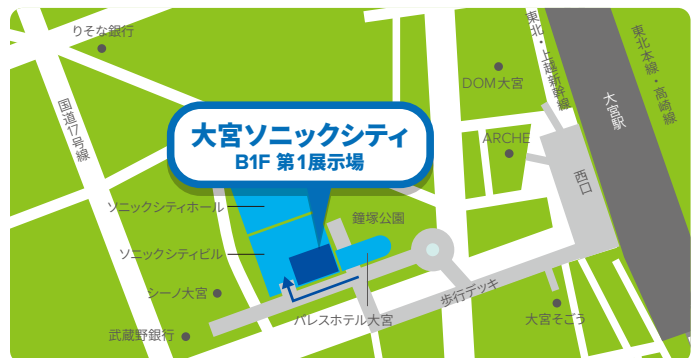 りそな銀行
国道17号線
大宮ソニックシティ
B1F 第1展示場
ソニックシティホール
ソニックシティビル
シーノ大宮
武蔵野銀行
パレスホテル大宮
鐘塚公園
歩行デッキ
大宮そごう
DOM大宮
ARCHE
西口
大宮駅
東北・上越新幹線
東北本線・高崎線